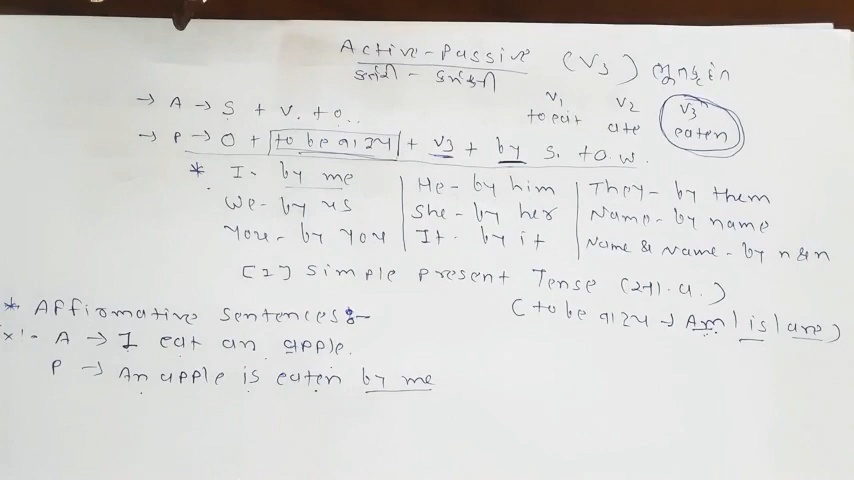 Active-Passive (V3) ભૂતકૃદંત
કર્તરી - કર્મણી
V1 V2 V3
to eat ate eaten
→ A → S + V. + O...
→ P → O + to be વાચ્ય + V3 + by S. + O.W.
* I - by me He - by him They - by them
We - by us She - by her Name - by name
You - by You It - by it Name & Name - by n & n
[1] Simple Present Tense (સા.વ.)
* Affirmative Sentences:-
(to be વાચ્ય → Am | is | are)
A → I eat an apple.
P → An apple is eaten by me